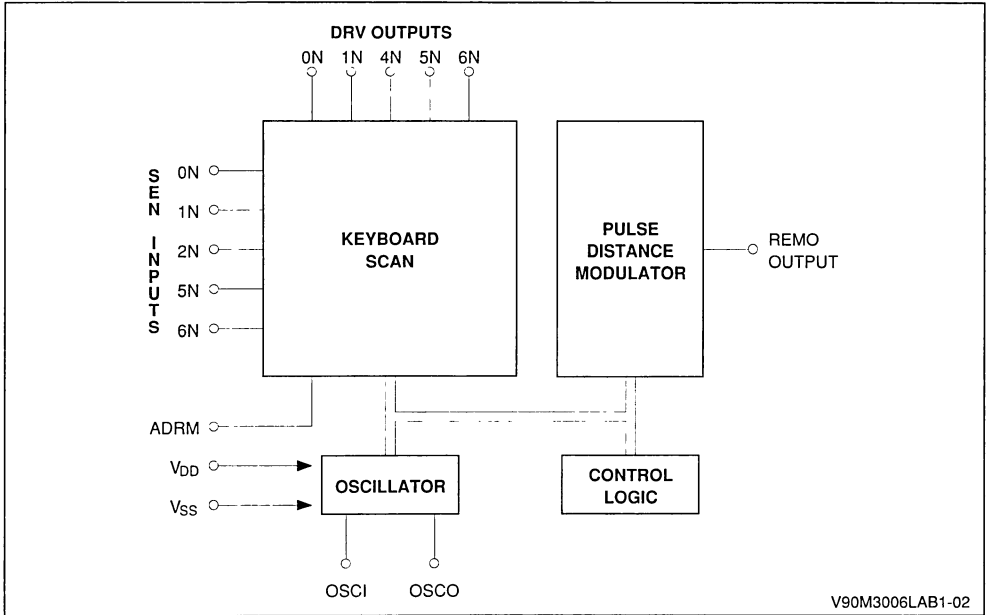 DRV OUTPUTS
0N 1N 4N 5N 6N
SEN INPUTS
0N
1N
2N
5N
6N
KEYBOARD
SCAN
PULSE
DISTANCE
MODULATOR
REMO
OUTPUT
ADRM
VDD
VSS
OSCILLATOR
CONTROL
LOGIC
OSCI OSCO
V90M3006LAB1-02